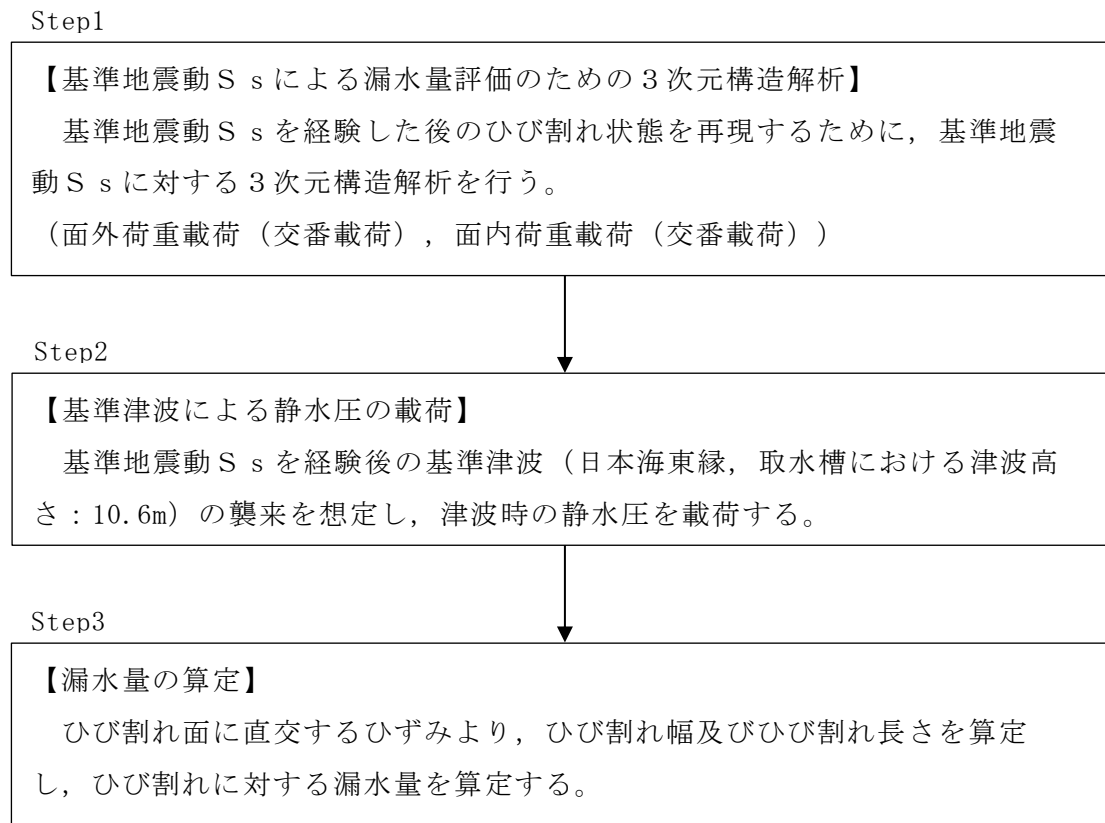 Step1
【基準地震動Ｓｓによる漏水量評価のための３次元構造解析】
　基準地震動Ｓｓを経験した後のひび割れ状態を再現するために，基準地震
動Ｓｓに対する３次元構造解析を行う。
（面外荷重載荷（交番載荷），面内荷重載荷（交番載荷））
Step2
【基準津波による静水圧の載荷】
　基準地震動Ｓｓを経験後の基準津波（日本海東縁，取水槽における津波高
さ：10.6m）の襲来を想定し，津波時の静水圧を載荷する。
Step3
【漏水量の算定】
　ひび割れ面に直交するひずみより，ひび割れ幅及びひび割れ長さを算定
し，ひび割れに対する漏水量を算定する。